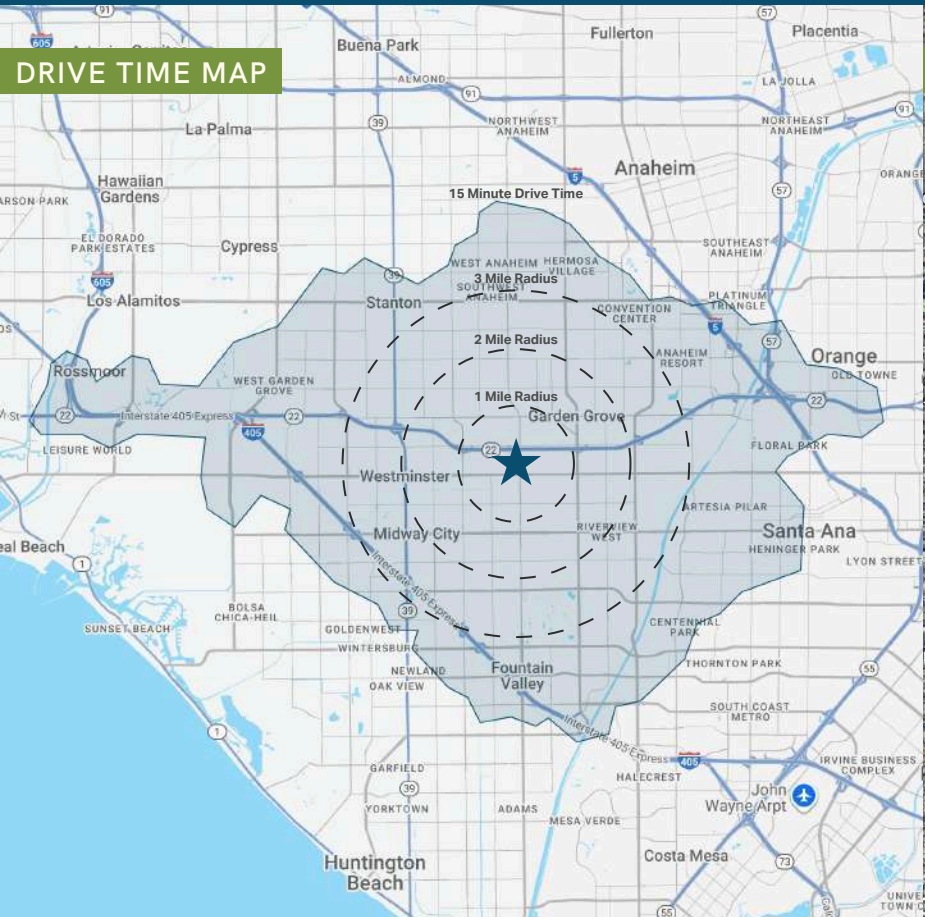 91
57
605
Fullerton
Placentia
Buena Park
DRIVE TIME MAP
ALMOND
LA JOLLA
91
39
NORTHWEST
ANAHEIM
NORTHEAST
ANAHEIM
91
La Palma
Anaheim
5
Hawaiian
Gardens
15 Minute Drive Time
57
ARSON PARK
ORANGE
EL DORADO
PARK ESTATES
Cypress
SOUTHEAST
ANAHEIM
WEST ANAHEIM
HERMOSA
VILLAGE
605
39
3 Mile Radius
SOUTHWEST
ANAHEIM
Los Alamitos
Stanton
PLATINUM
TRIANGLE
CONVENTION
CENTER
5
2 Mile Radius
57
Rossmoor
ANAHEIM
RESORT
Orange
OLD TOWNE
WEST GARDEN
GROVE
1 Mile Radius
22
22
Interstate 405 Express
22
Garden Grove
405
22
LEISURE WORLD
FLORAL PARK
Westminster
ARTESIA PILAR
Midway City
RIVERVIEW
WEST
Santa Ana
HENINGER PARK
eal Beach
LYON STREET
1
Interstate 405 Express
BOLSA
CHICA-HEIL
39
SUNSET BEACH
GOLDENWEST
CENTENNIAL
PARK
WINTERSBURG
NEWLAND
Fountain
Valley
THORNTON PARK
55
OAK VIEW
SOUTH COAST
METRO
1
Interstate 405 Express
405
IRVINE BUSINESS
COMPLEX
GARFIELD
HALECREST
39
John
Wayne Arpt
YORKTOWN
ADAMS
MESA VERDE
Huntington
Beach
Costa Mesa
73
55
UNIVE
TOWN C